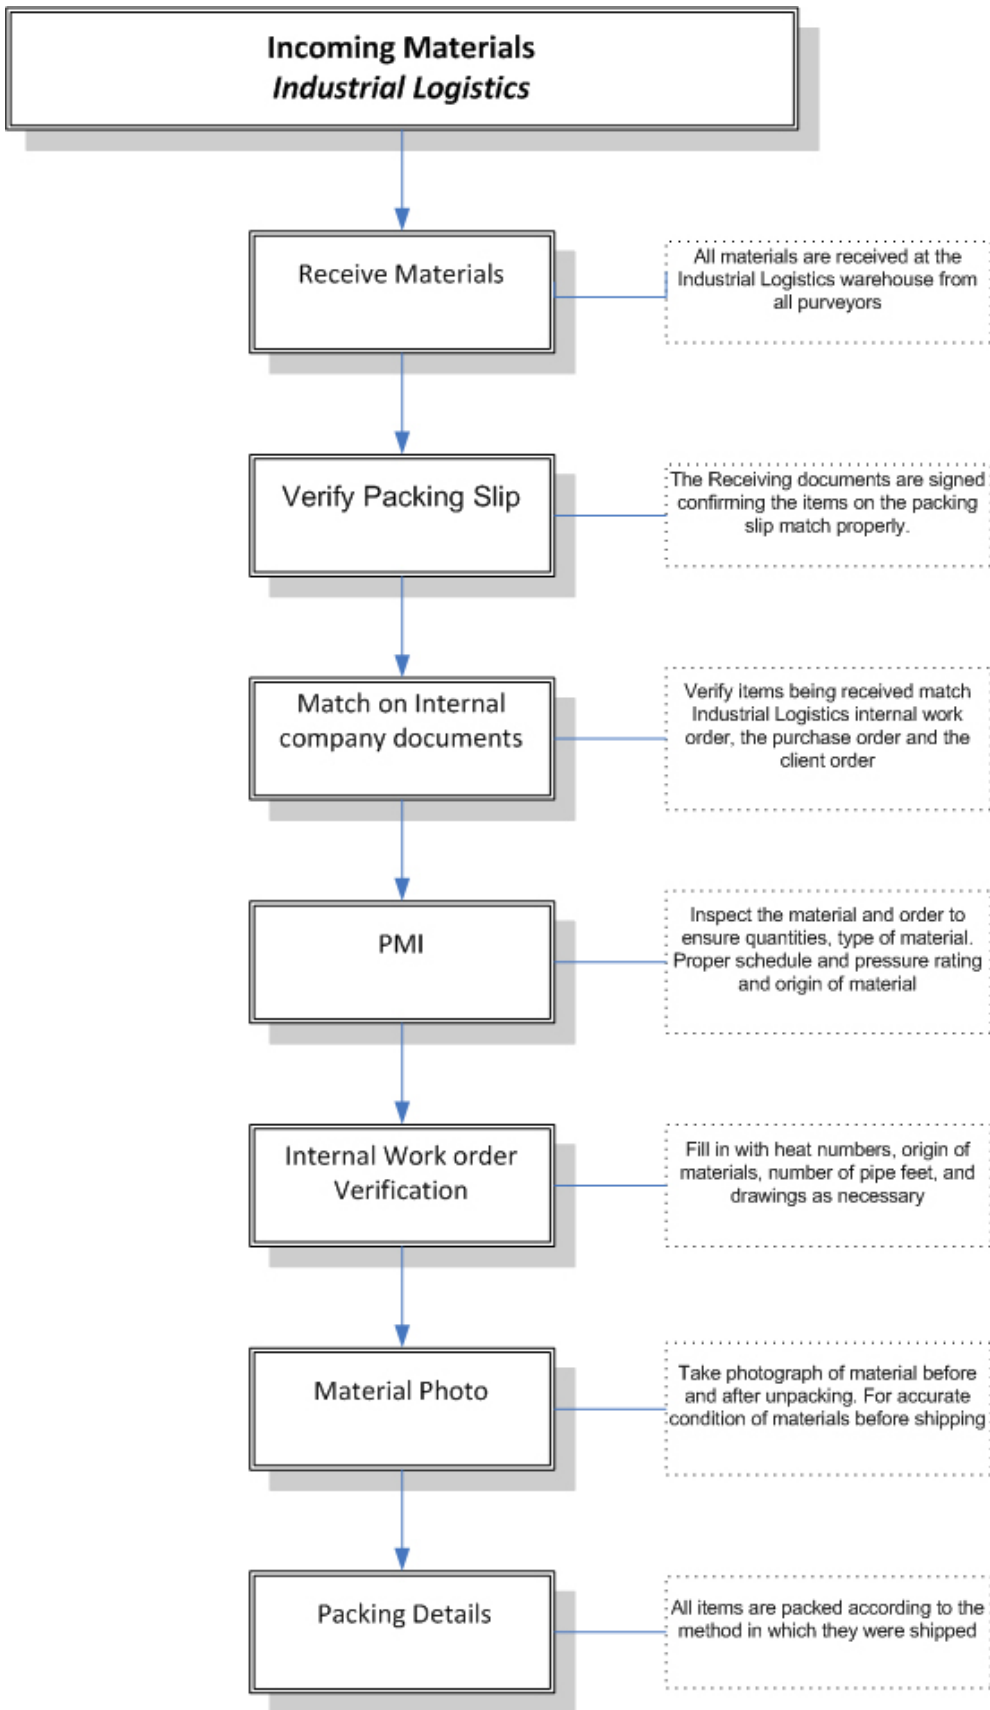 Incoming Materials
Industrial Logistics
Receive Materials
All materials are received at the
Industrial Logistics warehouse from
all purveyors
Verify Packing Slip
The Receiving documents are signed
confirming the items on the packing
slip match properly.
Match on Internal
company documents
Verify items being received match
Industrial Logistics internal work
order, the purchase order and the
client order
PMI
Inspect the material and order to
ensure quantities, type of material.
Proper schedule and pressure rating
and origin of material
Internal Work order
Verification
Fill in with heat numbers, origin of
materials, number of pipe feet, and
drawings as necessary
Material Photo
Take photograph of material before
and after unpacking. For accurate
condition of materials before shipping
Packing Details
All items are packed according to the
method in which they were shipped